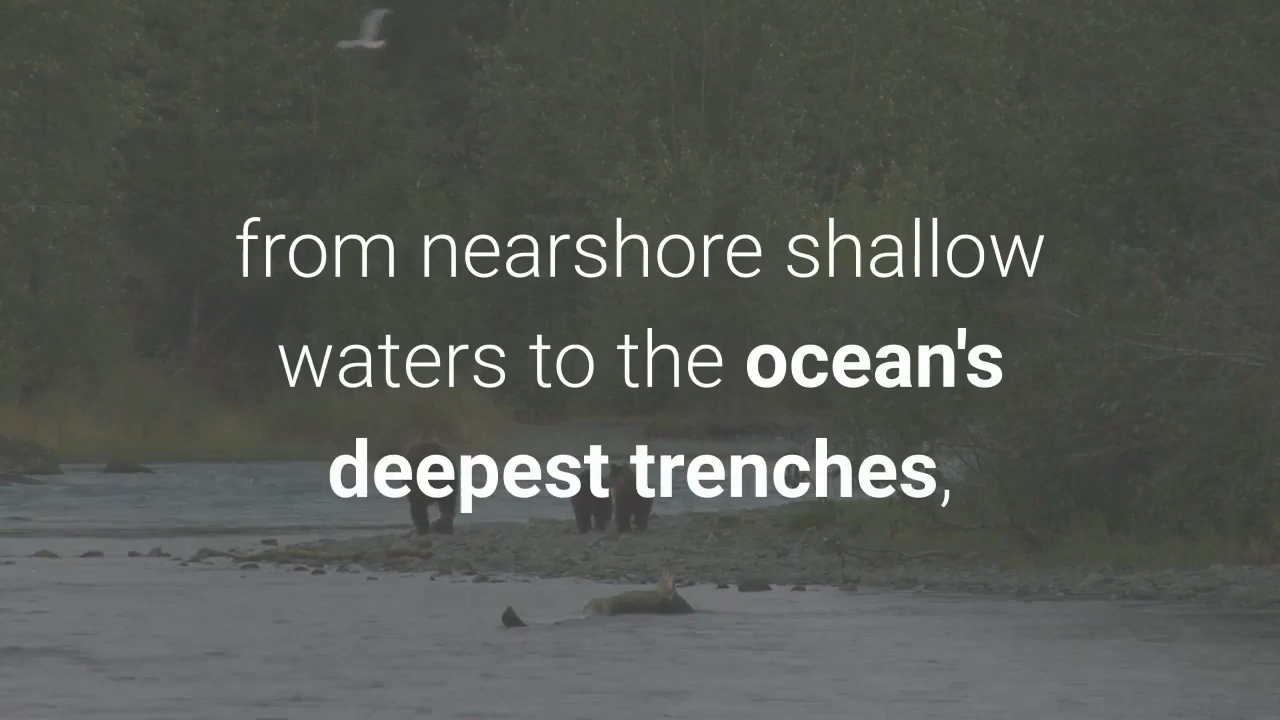 from nearshore shallow
waters to the ocean's
deepest trenches,